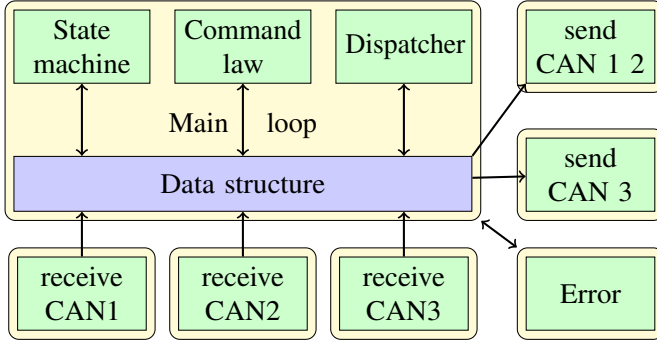 State
machine
Command
law
Dispatcher
send
CAN 1 2
Main loop
Data structure
send
CAN 3
receive
CAN1
receive
CAN2
receive
CAN3
Error